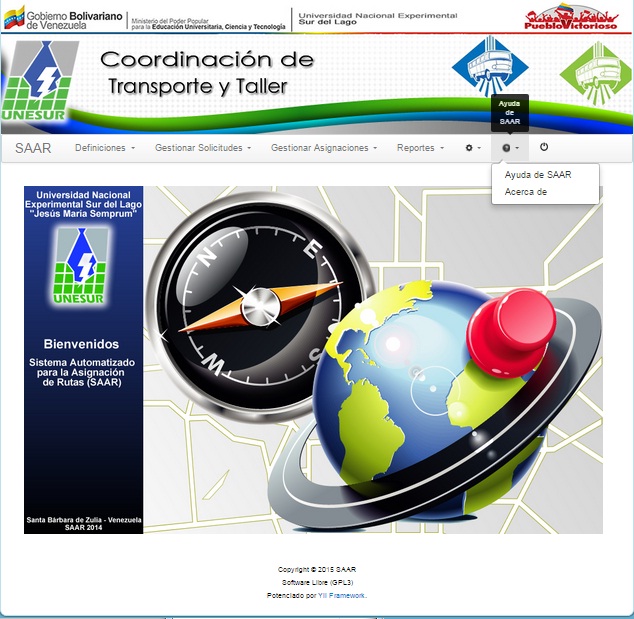 Gobierno Bolivariano
de Venezuela
Ministerio del Poder Popular
para la Educación Universitaria, Ciencia y Tecnología
Universidad Nacional Experimental
Sur del Lago
PuebloVictorioso
UNESUR
Coordinación de
Transporte y Taller
Ayuda
de
SAAR
SAAR
Definiciones
Gestionar Solicitudes
Gestionar Asignaciones
Reportes
Ayuda de SAAR
Acerca de
Universidad Nacional
Experimental Sur del Lago
"Jesús María Semprum"
UNESUR
Bienvenidos
Sistema Automatizado
para la Asignación
de Rutas (SAAR)
Santa Bárbara de Zulia - Venezuela
SAAR 2014
N
E
S
W
Copyright © 2015 SAAR
Software Libre (GPL3)
Potenciado por Yii Framework.